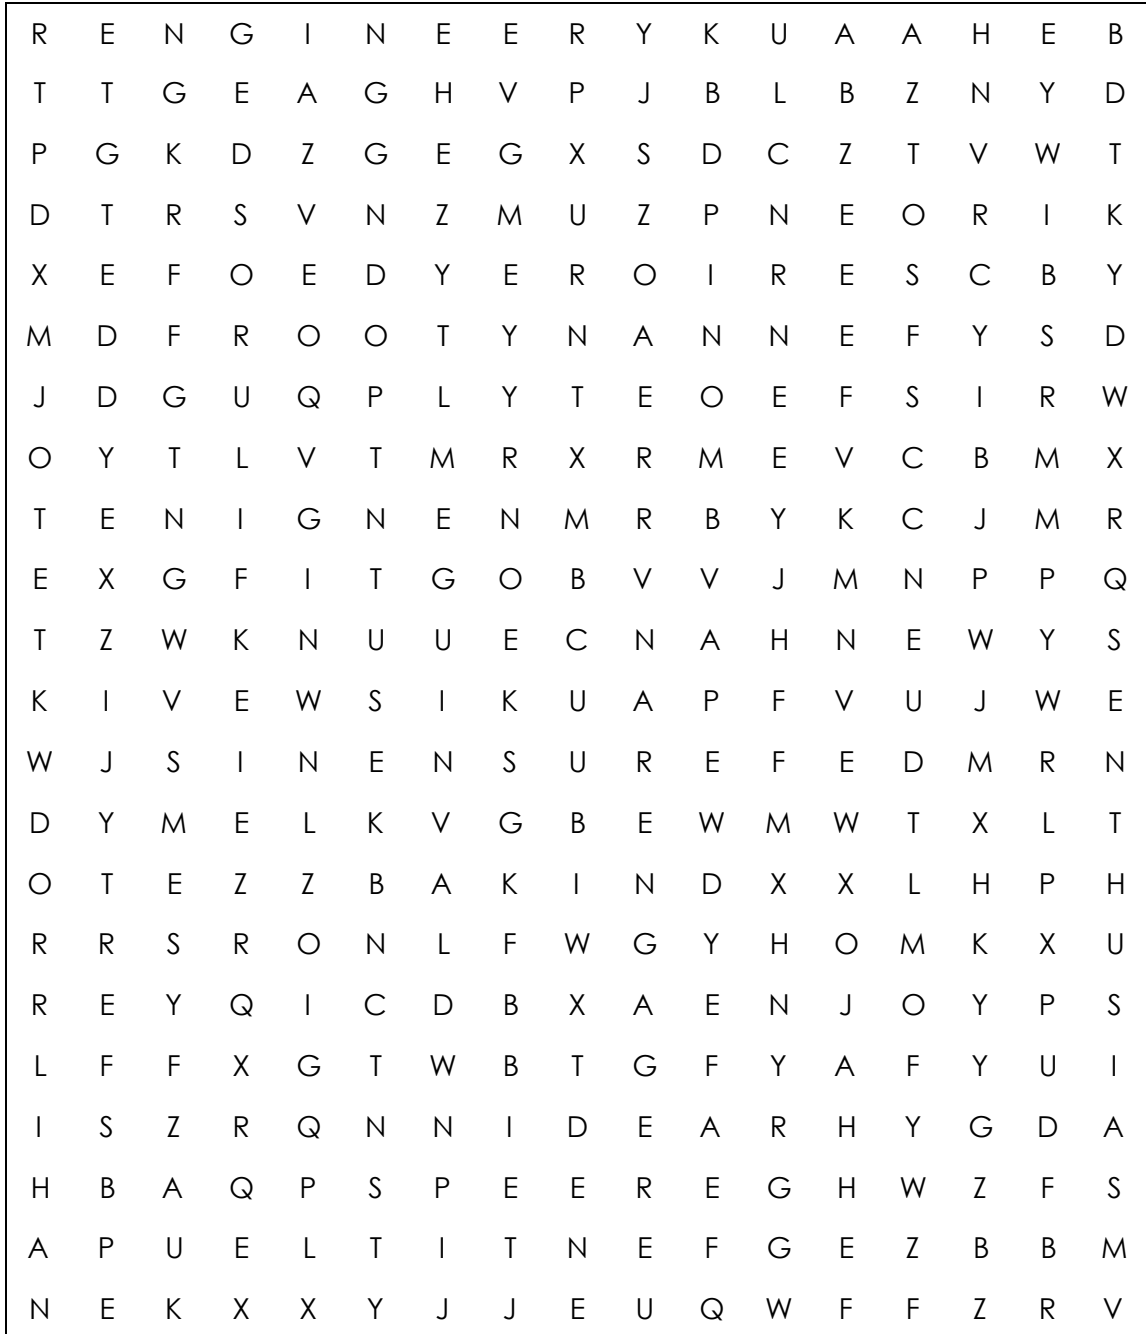 R E N G I N E E R Y K U A A H E B
T T G E A G H V P J B L B Z N Y D
P G K D Z G E G X S D C Z T V W T
D T R S V N Z M U Z P N E O R I K
X E F O E D Y E R O I R E S C B Y
M D F R O O T Y N A N N E F Y S D
J D G U Q P L Y T E O E F S I R W
O Y T L V T M R X R M E V C B M X
T E N I G N E N M R B Y K C J M R
E X G F I T G O B V V J M N P P Q
T Z W K N U U E C N A H N E W Y S
K I V E W S I K U A P F V U J W E
W J S I N E N S U R E F E D M R N
D Y M E L K V G B E W M W T X L T
O T E Z Z B A K I N D X X L H P H
R R S R O N L F W G Y H O M K X U
R E Y Q I C D B X A E N J O Y P S
L F F X G T W B T G F Y A F Y U I
I S Z R Q N N I D E A R H Y G D A
H B A Q P S P E E R E G H W Z F S
A P U E L T I T N E F G E Z B B M
N E K X X Y J J E U Q W F F Z R V